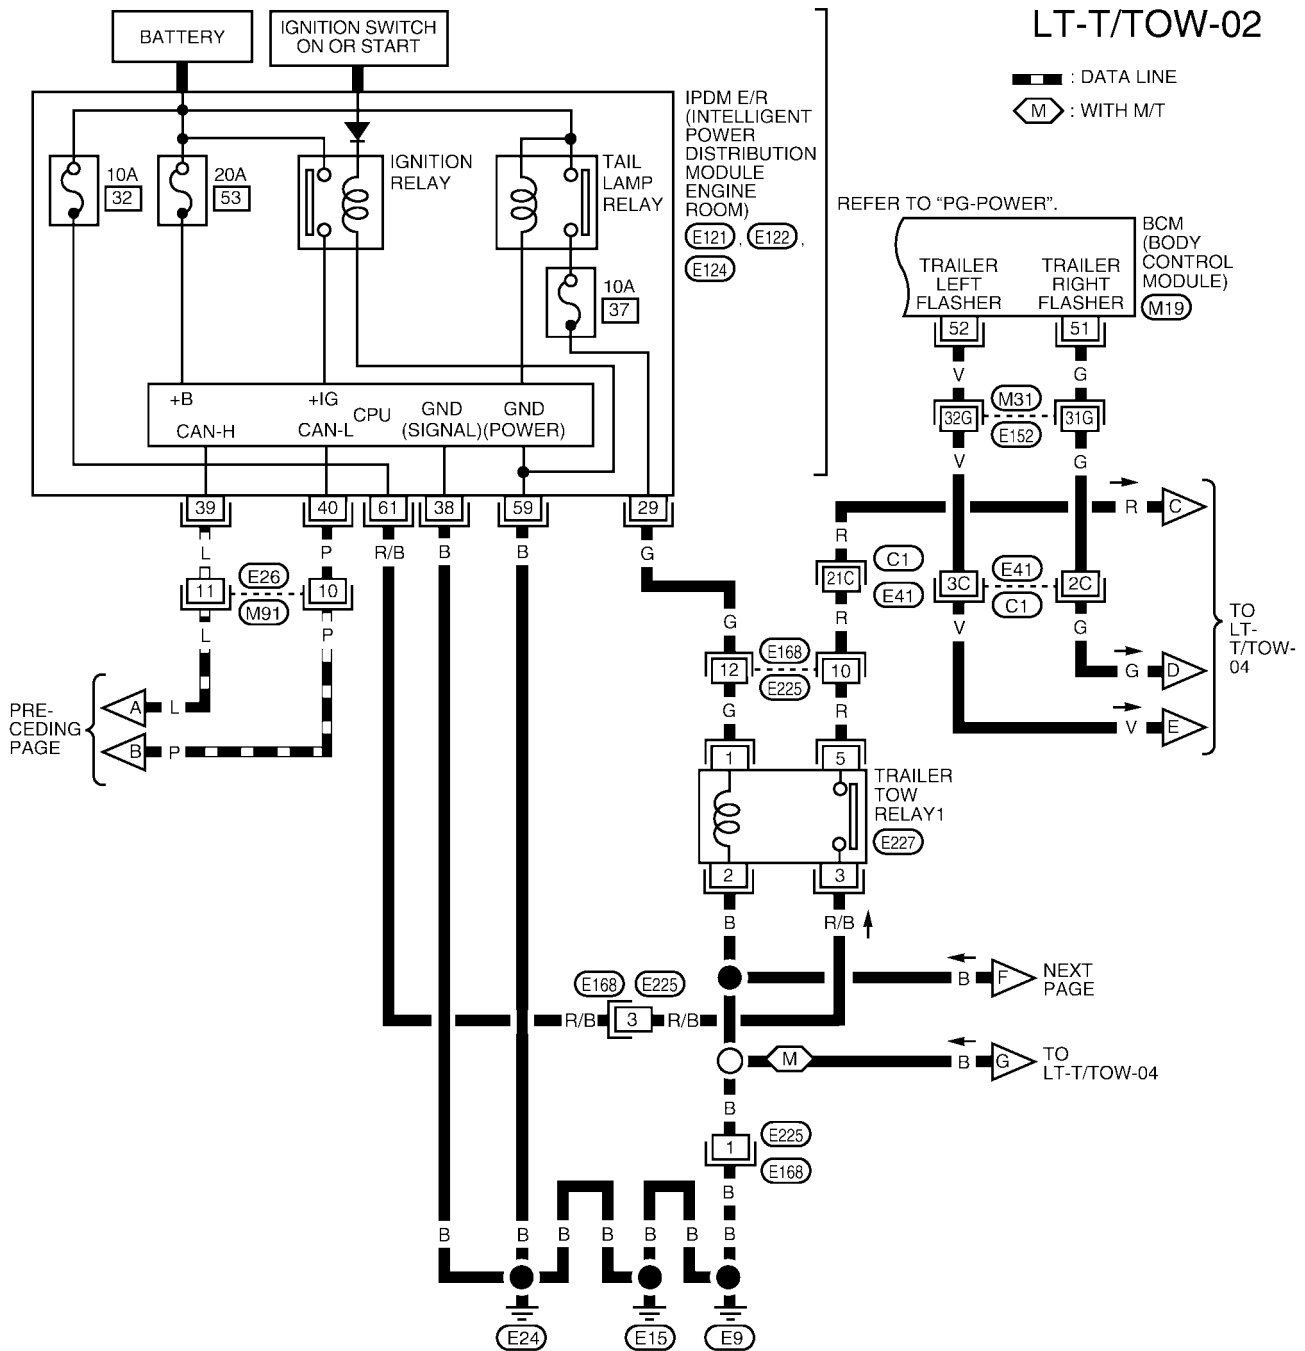 LT-T/TOW-02
BATTERY
IGNITION SWITCH
ON OR START
: DATA LINE
M : WITH M/T
IPDM E/R
(INTELLIGENT
POWER
DISTRIBUTION
MODULE
ENGINE
ROOM)
E121 , E122 ,
E124
10A
32
20A
53
IGNITION
RELAY
TAIL
LAMP
RELAY
10A
37
REFER TO “PG-POWER”.
BCM
(BODY
CONTROL
MODULE)
M19
TRAILER
LEFT
FLASHER
TRAILER
RIGHT
FLASHER
52 51
V G
32G M31 31G
E152
V G
+B +IG
CPU
CAN-H CAN-L
GND
(SIGNAL)
GND
(POWER)
39 40 61 38 59 29
L P R/B B B G
11 E26 10
M91
L P
PRE-
CEDING
PAGE
A L
B P
R
21C C1
E41
R
R C
3C E41 2C
C1
V G
G D
V E
TO
LT-
T/TOW-
04
G
12 E168 10
E225
G R
1 5
TRAILER
TOW
RELAY1
E227
2 3
B R/B
B F NEXT
PAGE
E168 E225
R/B 3 R/B
M B G TO
LT-T/TOW-04
B
1 E225
E168
B
B B B B B B B
E24 E15 E9